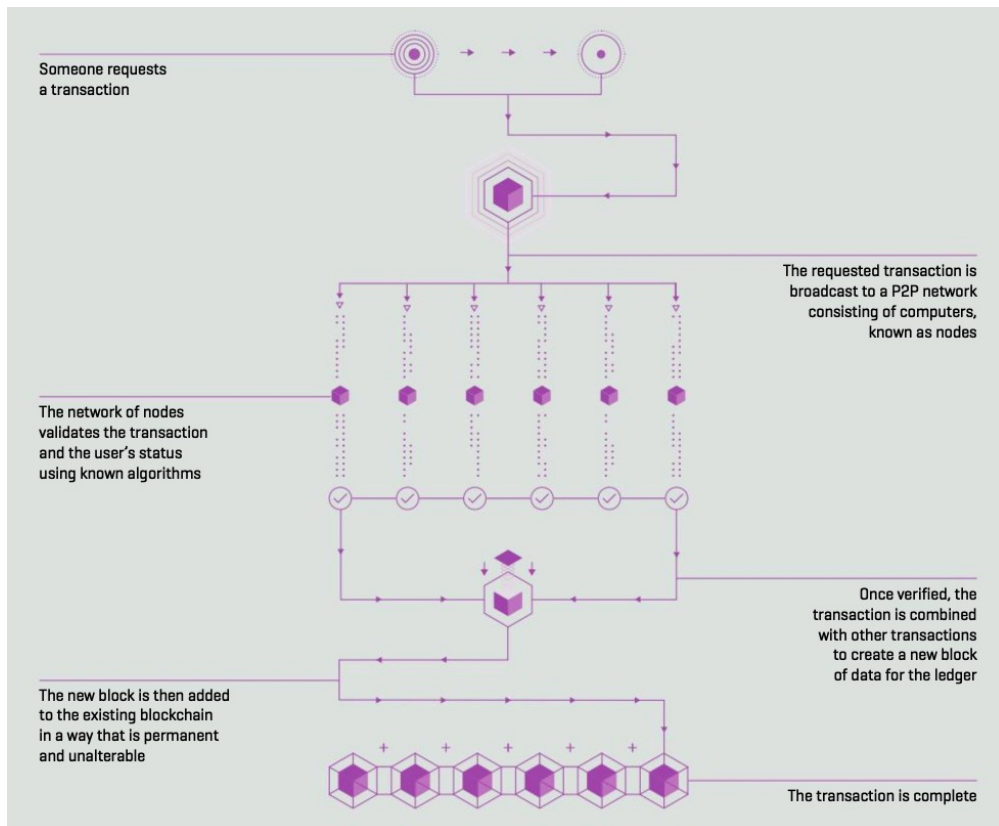 Someone requests
a transaction
The requested transaction is
broadcast to a P2P network
consisting of computers,
known as nodes
The network of nodes
validates the transaction
and the user's status
using known algorithms
Once verified, the
transaction is combined
with other transactions
to create a new block
of data for the ledger
The new block is then added
to the existing blockchain
in a way that is permanent
and unalterable
The transaction is complete